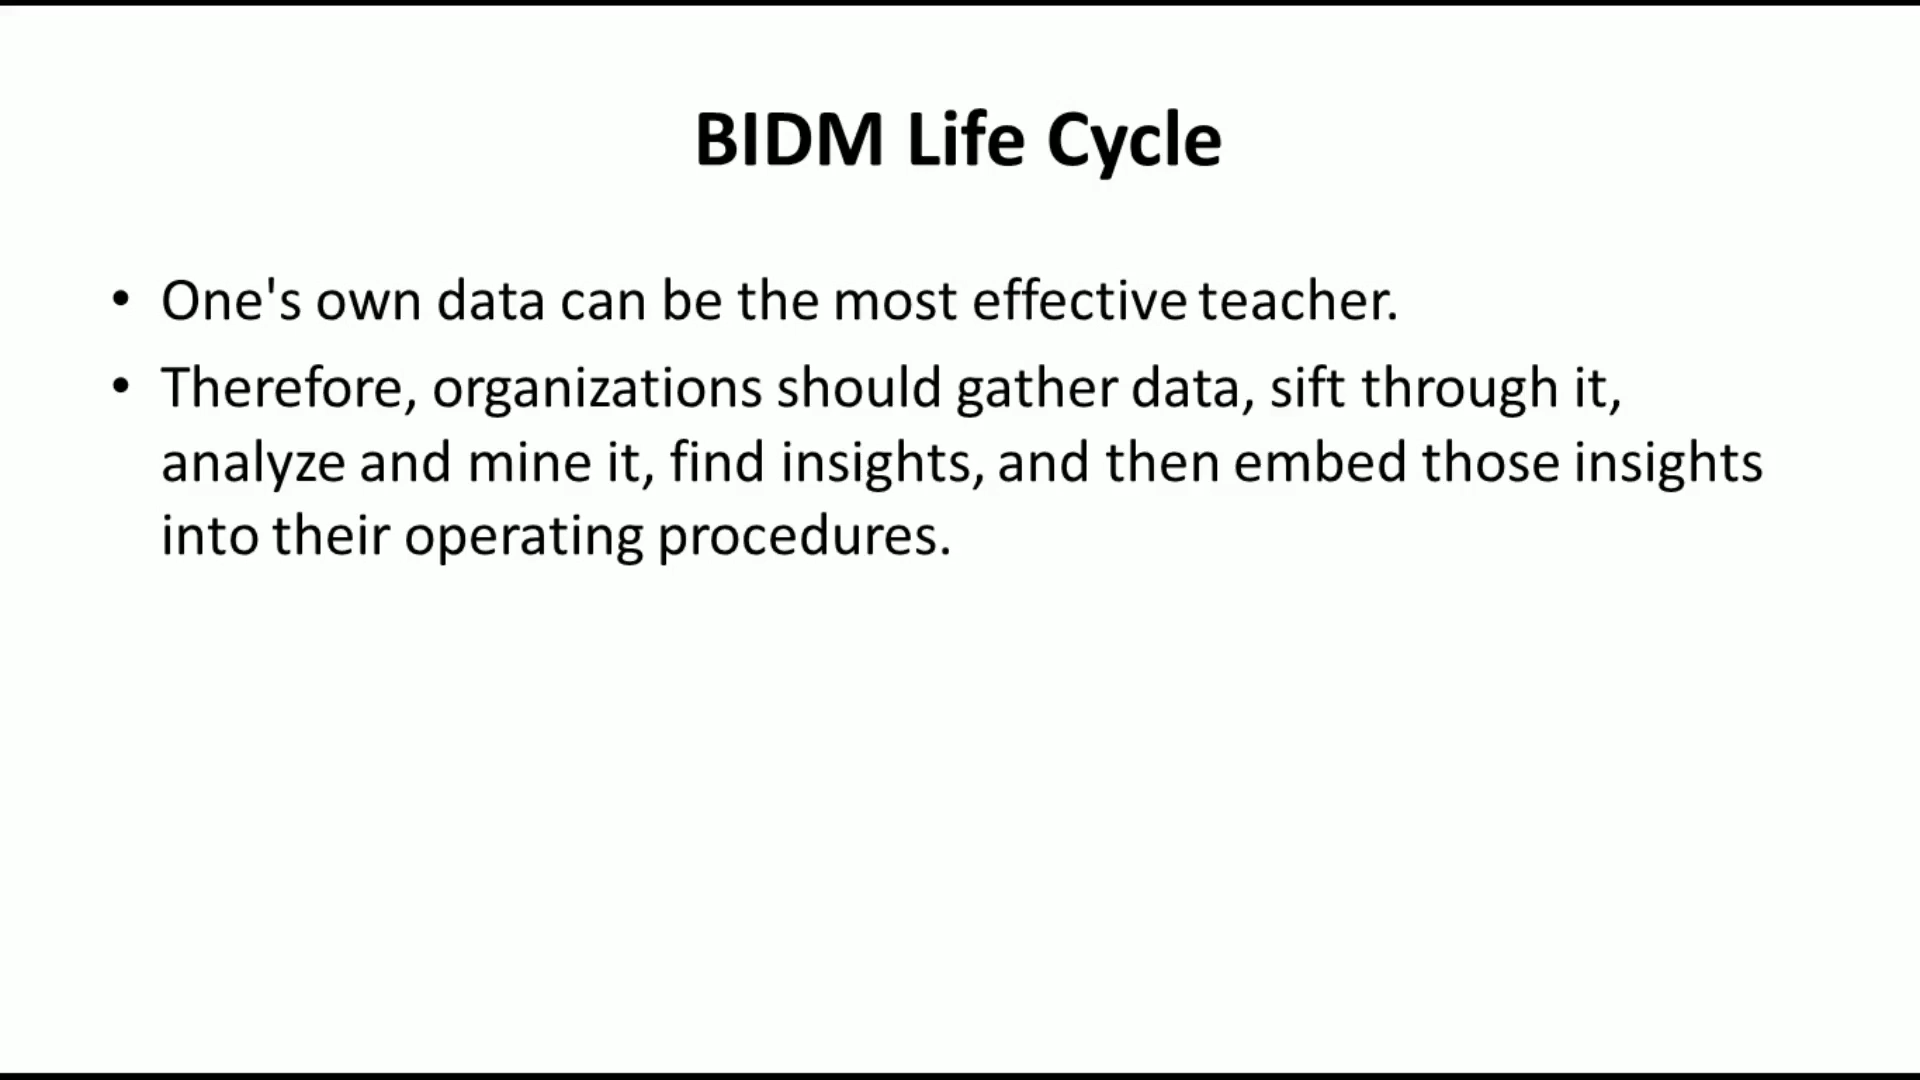 BIDM Life Cycle
• One's own data can be the most effective teacher.
• Therefore, organizations should gather data, sift through it,
analyze and mine it, find insights, and then embed those insights
into their operating procedures.